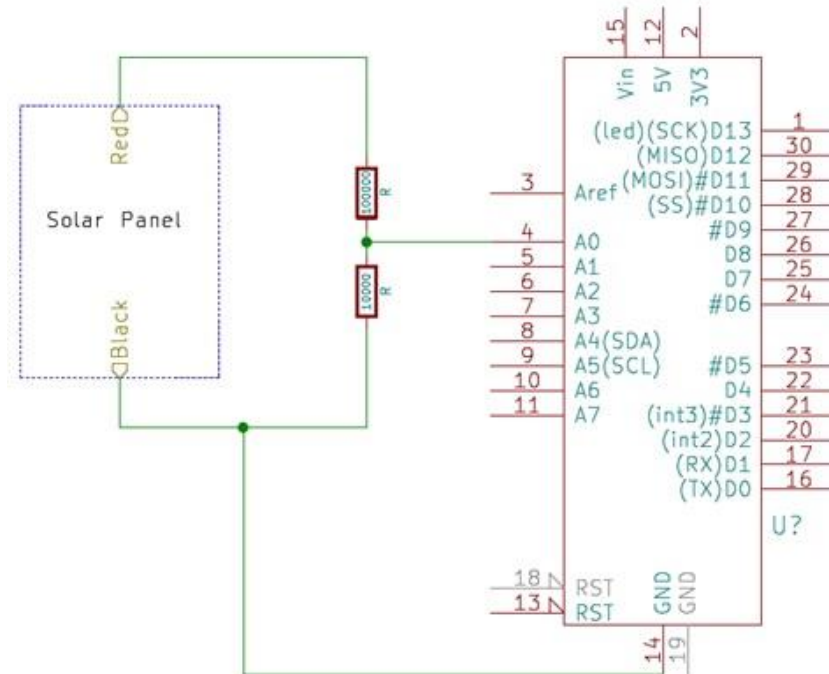 15
12
2
Vin
5V
3V3
Red
Solar Panel
Black
100000
R
10000
R
3
Aref
4
A0
5
A1
6
A2
7
A3
8
A4(SDA)
9
A5(SCL)
10
A6
11
A7
(led)(SCK)D13
1
(MISO)D12
30
(MOSI)#D11
29
(SS)#D10
28
#D9
27
D8
26
D7
25
#D6
24
#D5
23
D4
22
(int3)#D3
21
(int2)D2
20
(RX)D1
17
(TX)D0
16
U?
18
RST
13
RST
GND
GND
14
19